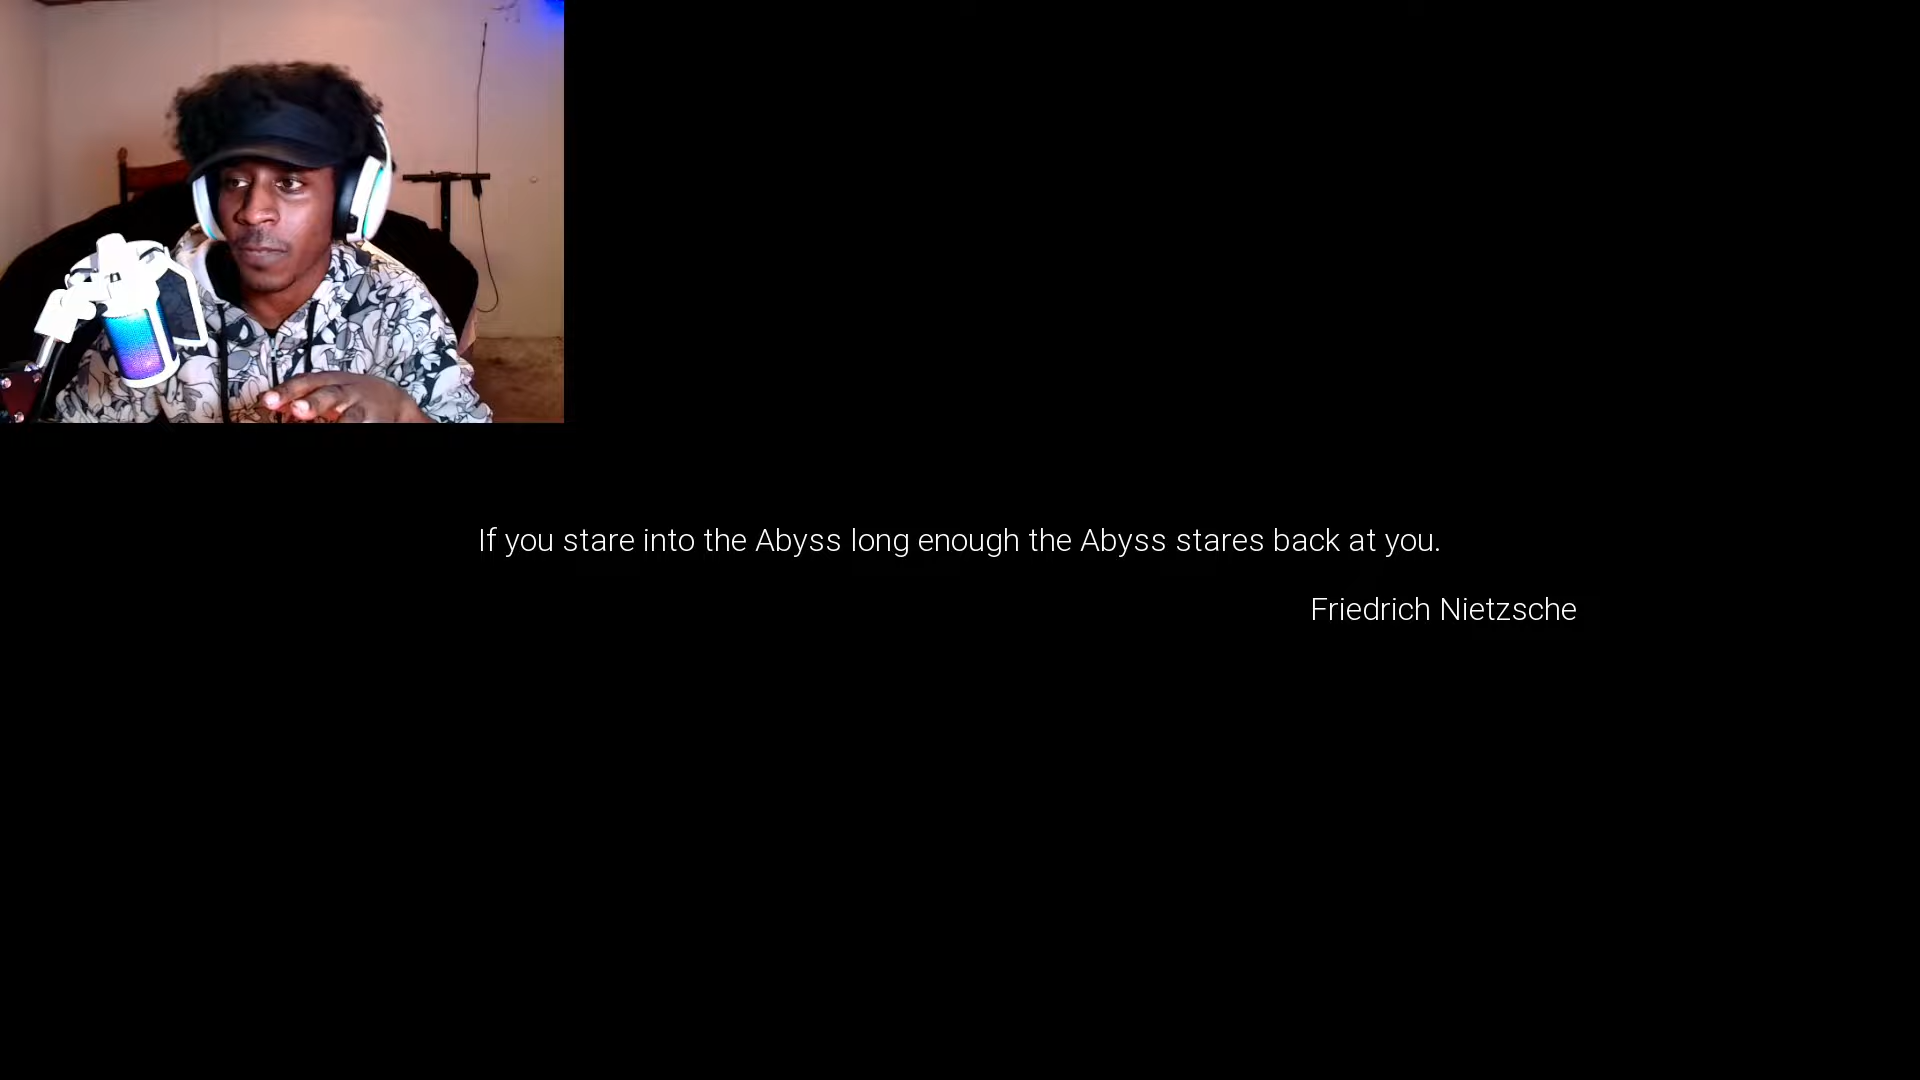 If you stare into the Abyss long enough the Abyss stares back at you.
Friedrich Nietzsche